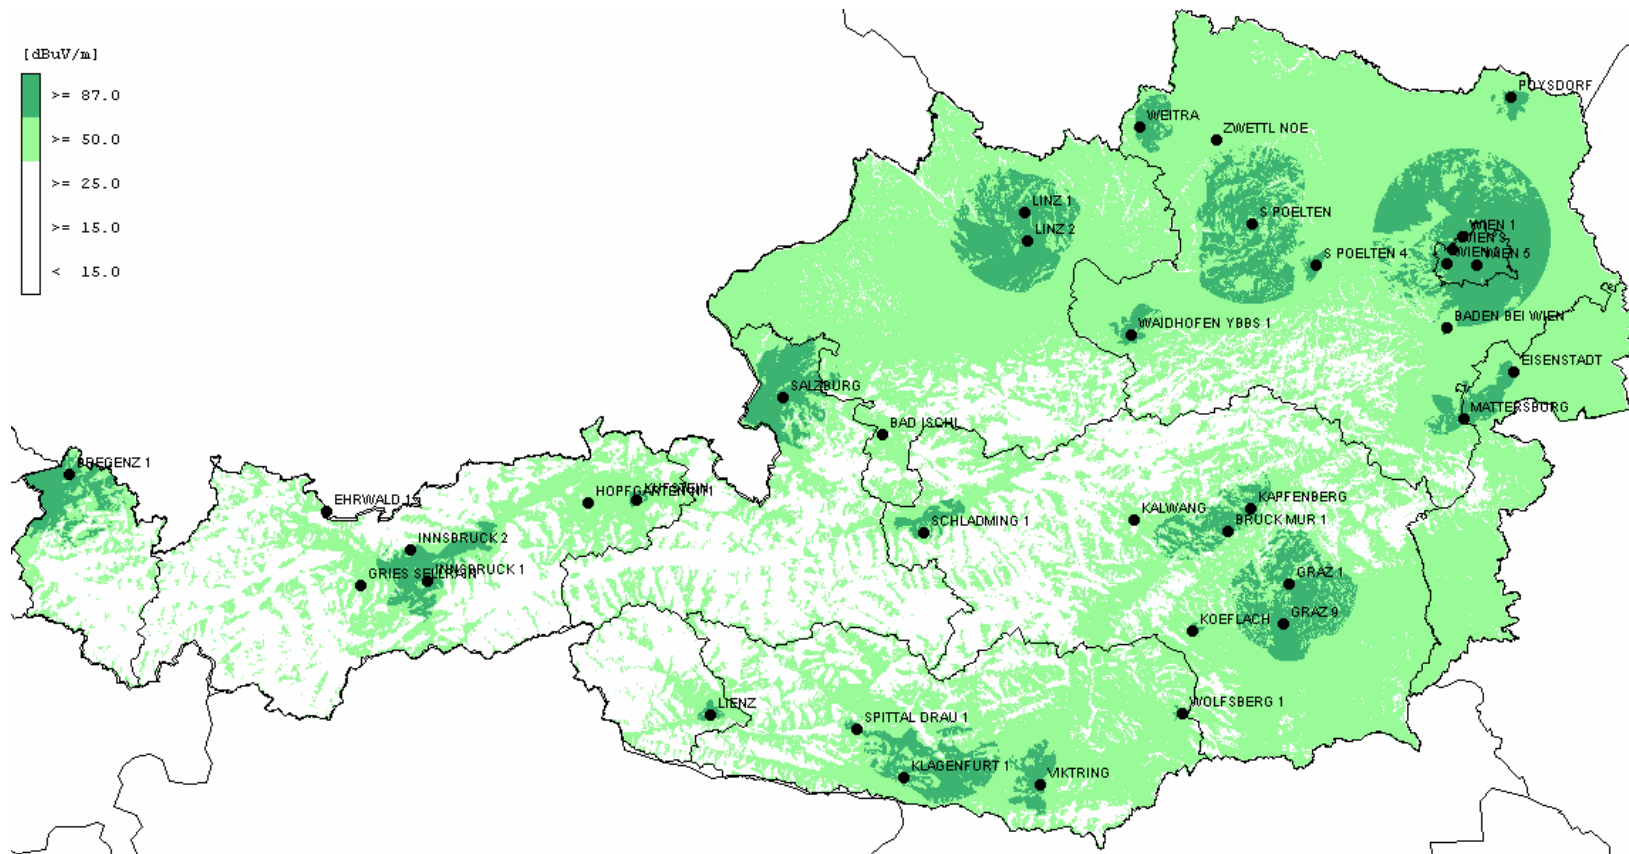 [dBuV/m]
>= 87.0
>= 50.0
>= 25.0
>= 15.0
< 15.0
POYSDORF
WEITRA
ZWETTL NOE
LINZ 1
S POELTEN
LINZ 2
WIEN 1
S POELTEN 4
WIEN 5
WAIDHOFEN YBBS 1
BADEN BEI WIEN
EISENSTADT
SALZBURG
MATTERSBURG
BAD ISCHL
BREGENZ 1
KUFSTEIN
HOPFGARTEN
EHRWALD 1
KAPFENBERG
KALWANG
SCHLADMING 1
BRUCK MUR 1
INNSBRUCK 2
INNSBRUCK 1
GRIES SELLRAIN
GRAZ 1
GRAZ 9
KOEFLACH
LIENZ
WOLFSBERG 1
SPITTAL DRAU 1
KLAGENFURT 1
VIKTRING